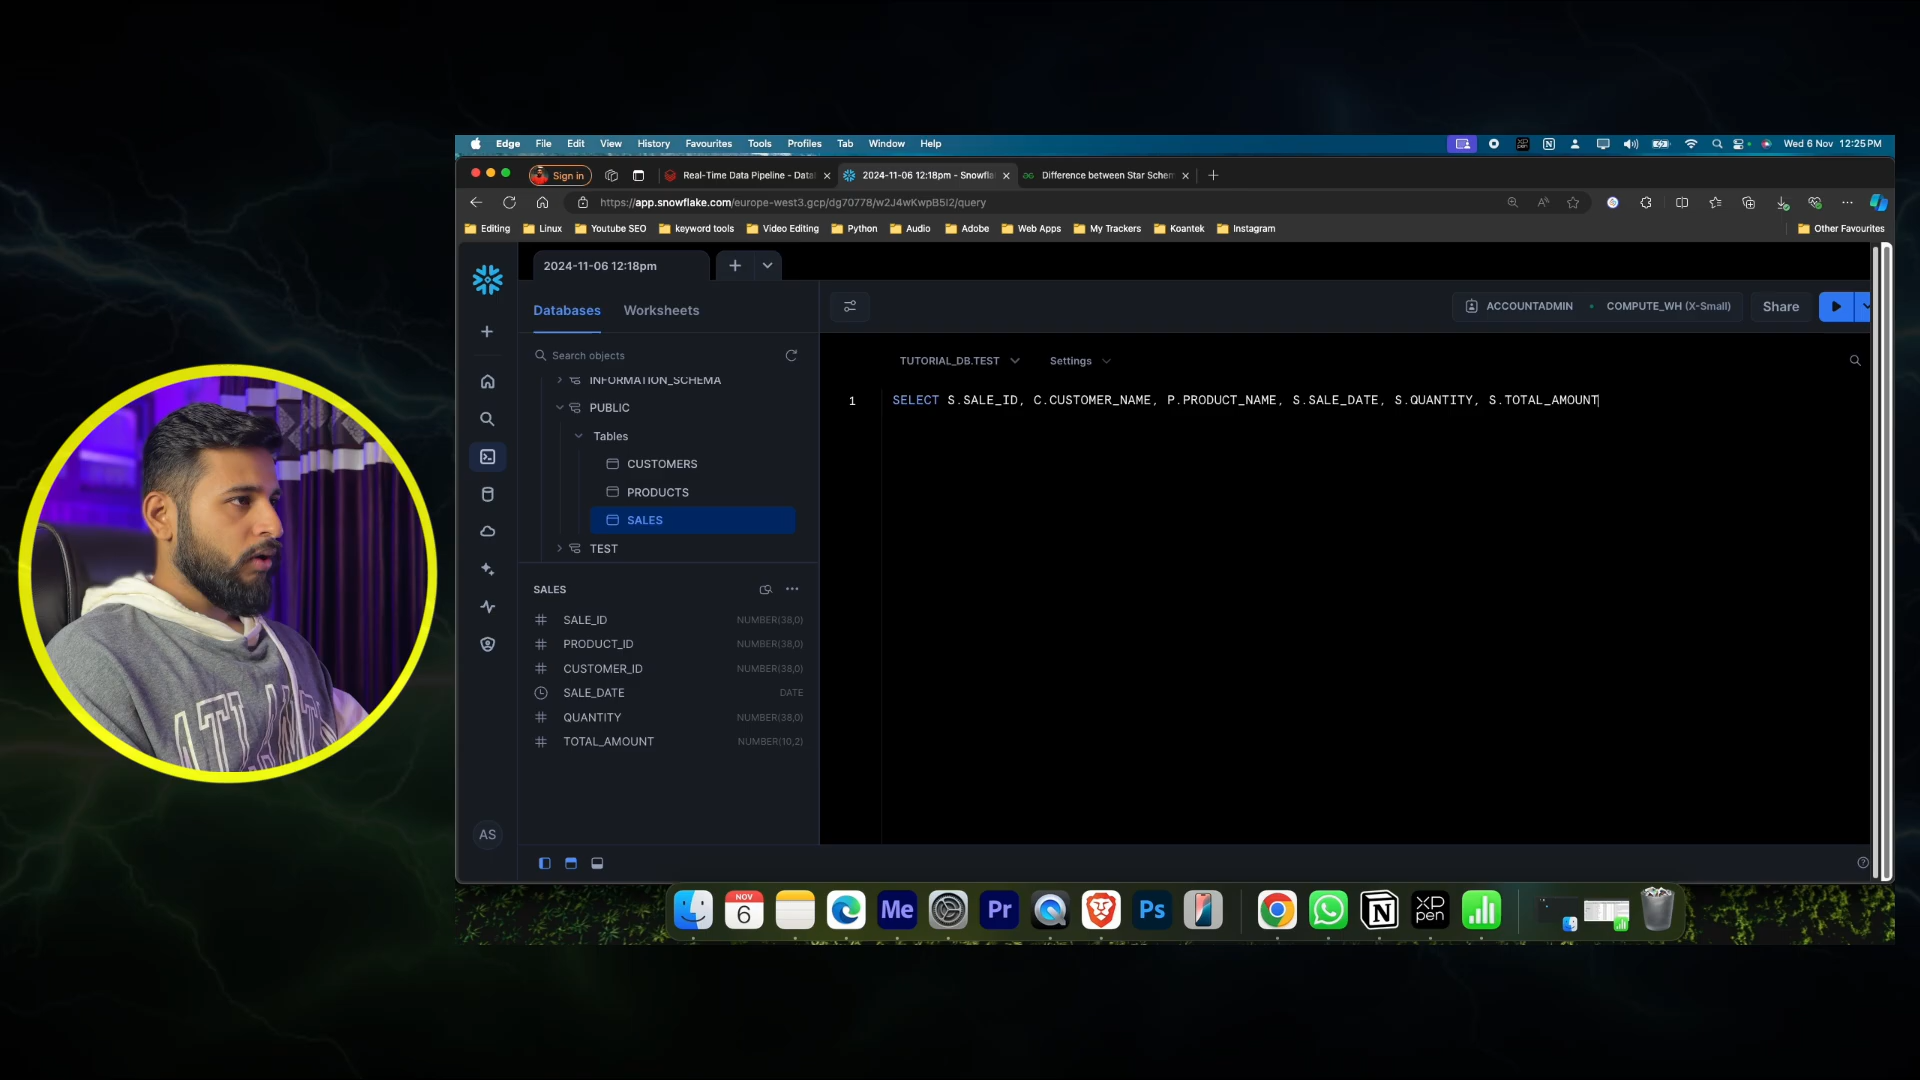 Edge File Edit View History Favourites Tools Profiles Tab Window Help
Wed 6 Nov 12:25PM
Sign in
Real-Time Data Pipeline - Data
2024-11-06 12:18pm - Snowfla
Difference between Star Schem
https://app.snowflake.com/europe-west3.gcp/dg70778/w2J4wKwpB5I2/query
Editing Linux Youtube SEO keyword tools Video Editing Python Audio Adobe Web Apps My Trackers Koantek Instagram Other Favourites
2024-11-06 12:18pm
Databases Worksheets
ACCOUNTADMIN COMPUTE_WH (X-Small) Share
Search objects
TUTORIAL_DB.TEST Settings
INFORMATION_SCHEMA
PUBLIC
Tables
CUSTOMERS
PRODUCTS
SALES
TEST
1 SELECT S.SALE_ID, C.CUSTOMER_NAME, P.PRODUCT_NAME, S.SALE_DATE, S.QUANTITY, S.TOTAL_AMOUNT
SALES
SALE_ID NUMBER(38,0)
PRODUCT_ID NUMBER(38,0)
CUSTOMER_ID NUMBER(38,0)
SALE_DATE DATE
QUANTITY NUMBER(38,0)
TOTAL_AMOUNT NUMBER(10,2)
AS
NOV
6
Me
Pr
Ps
N
XP
pen